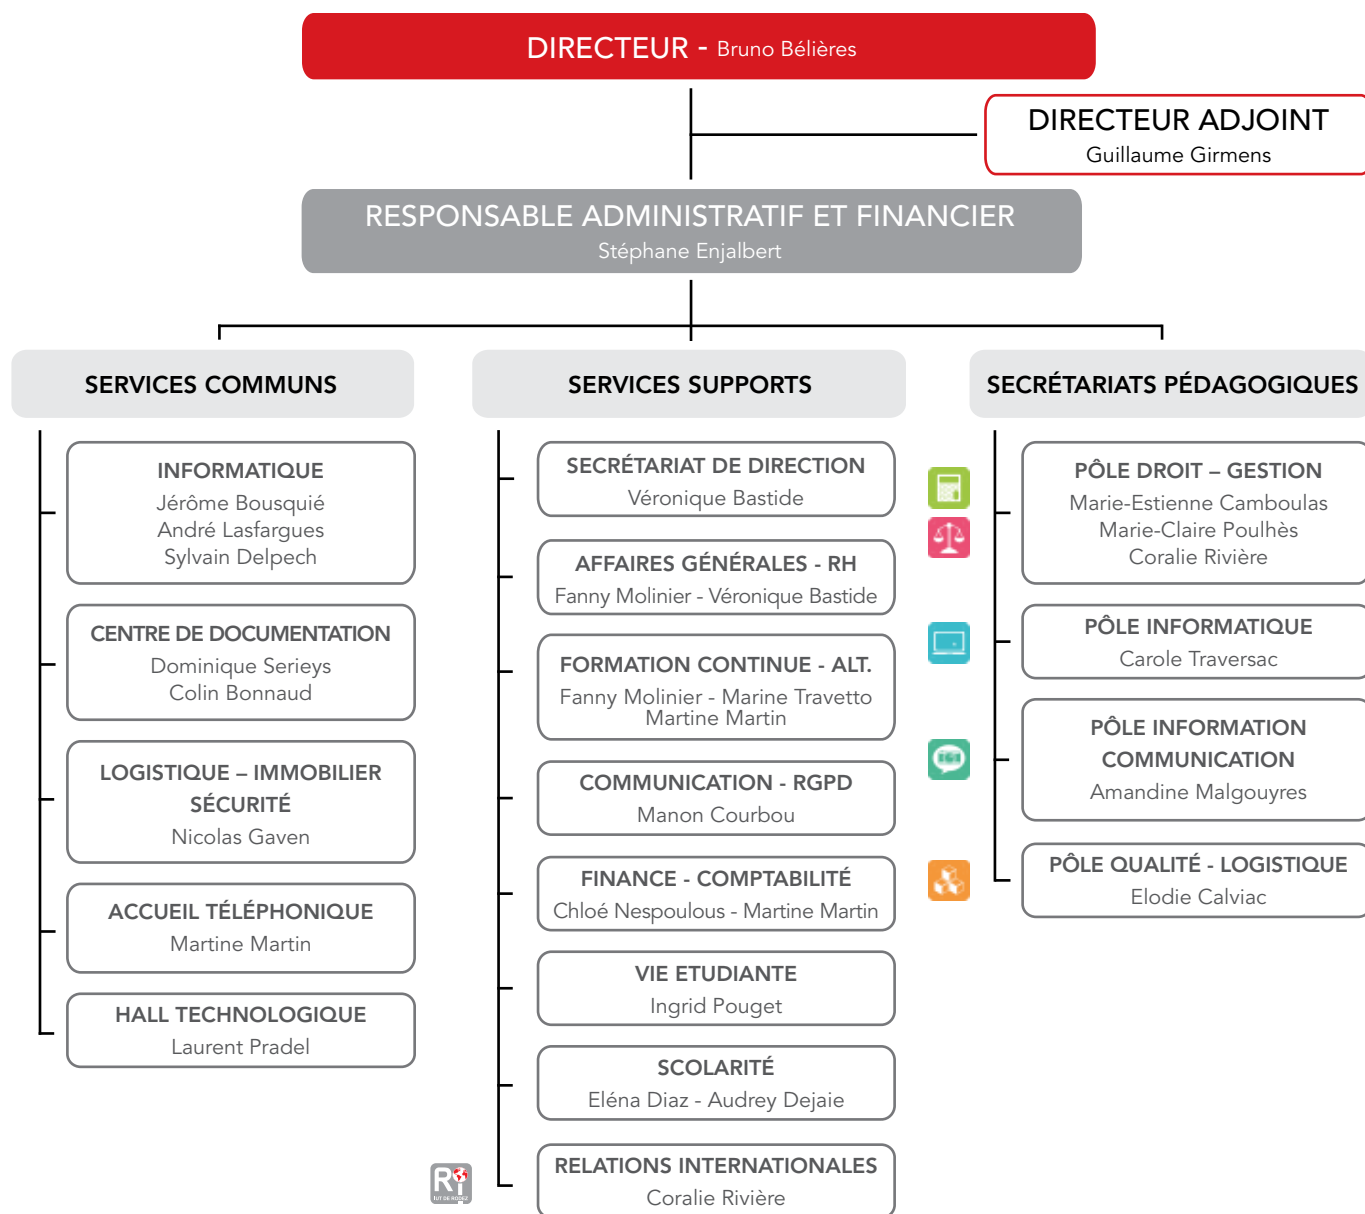 DIRECTEUR - Bruno Bélières
DIRECTEUR ADJOINT
Guillaume Girmens
RESPONSABLE ADMINISTRATIF ET FINANCIER
Stéphane Enjalbert
SERVICES COMMUNS
INFORMATIQUE
Jérôme Bousquié
André Lasfargues
Sylvain Delpech
CENTRE DE DOCUMENTATION
Dominique Serieys
Colin Bonnaud
LOGISTIQUE – IMMOBILIER
SÉCURITÉ
Nicolas Gaven
ACCUEIL TÉLÉPHONIQUE
Martine Martin
HALL TECHNOLOGIQUE
Laurent Pradel
SERVICES SUPPORTS
SECRÉTARIAT DE DIRECTION
Véronique Bastide
AFFAIRES GÉNÉRALES - RH
Fanny Molinier - Véronique Bastide
FORMATION CONTINUE - ALT.
Fanny Molinier - Marine Travetto
Martine Martin
COMMUNICATION - RGPD
Manon Courbou
FINANCE - COMPTABILITÉ
Chloé Nespoulous - Martine Martin
VIE ETUDIANTE
Ingrid Pouget
SCOLARITÉ
Eléna Diaz - Audrey Dejaie
RELATIONS INTERNATIONALES
Coralie Rivière
Ri
IUT DE RODEZ
SECRÉTARIATS PÉDAGOGIQUES
PÔLE DROIT – GESTION
Marie-Estienne Camboulas
Marie-Claire Poulhès
Coralie Rivière
PÔLE INFORMATIQUE
Carole Traversac
PÔLE INFORMATION
COMMUNICATION
Amandine Malgouyres
PÔLE QUALITÉ - LOGISTIQUE
Elodie Calviac